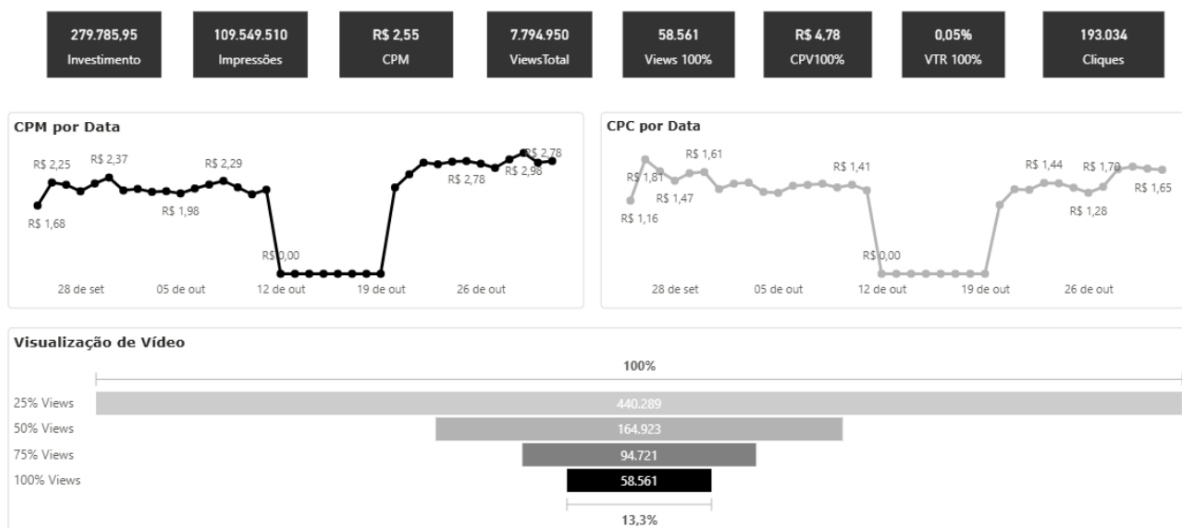 279.785,95
Investimento
109.549.510
Impressões
R$ 2,55
CPM
7.794.950
ViewsTotal
58.561
Views 100%
R$ 4,78
CPV100%
0,05%
VTR 100%
193.034
Cliques
CPM por Data
R$ 2,25
R$ 2,37
R$ 2,29
R$ 2,78
R$ 2,78
R$ 2,98
R$ 1,68
R$ 1,98
R$ 0,00
28 de set
05 de out
12 de out
19 de out
26 de out
CPC por Data
R$ 1,61
R$ 1,41
R$ 1,44
R$ 1,70
R$ 1,81
R$ 1,47
R$ 1,65
R$ 1,16
R$ 1,28
R$ 0,00
28 de set
05 de out
12 de out
19 de out
26 de out
Visualização de Vídeo
100%
25% Views
440.289
50% Views
164.923
75% Views
94.721
100% Views
58.561
13,3%